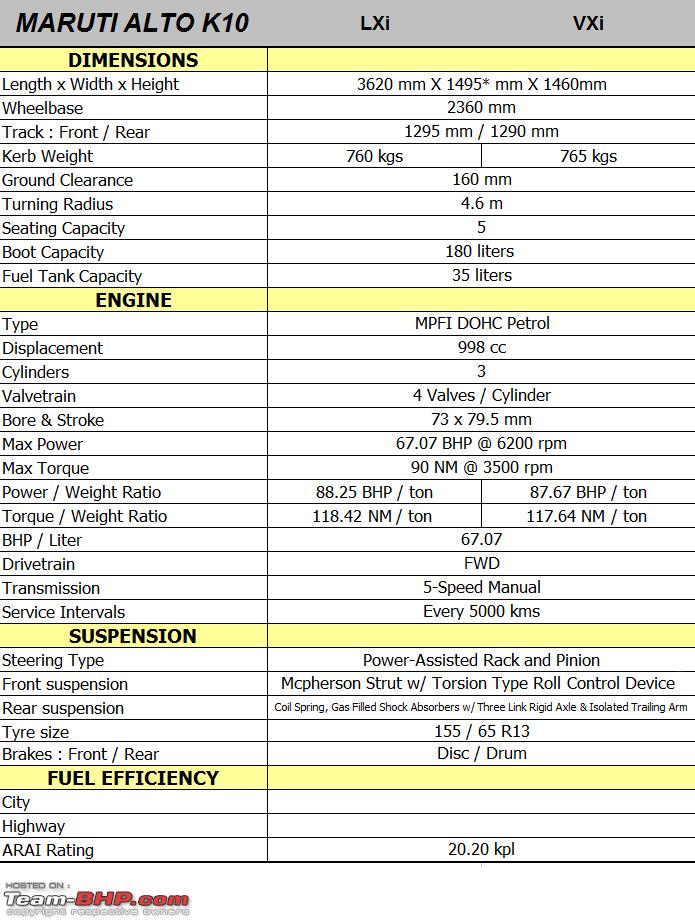 MARUTI ALTO K10 LXi VXi
DIMENSIONS
Length x Width x Height 3620 mm X 1495* mm X 1460mm
Wheelbase 2360 mm
Track : Front / Rear 1295 mm / 1290 mm
Kerb Weight 760 kgs 765 kgs
Ground Clearance 160 mm
Turning Radius 4.6 m
Seating Capacity 5
Boot Capacity 180 liters
Fuel Tank Capacity 35 liters
ENGINE
Type MPFI DOHC Petrol
Displacement 998 cc
Cylinders 3
Valvetrain 4 Valves / Cylinder
Bore & Stroke 73 x 79.5 mm
Max Power 67.07 BHP @ 6200 rpm
Max Torque 90 NM @ 3500 rpm
Power / Weight Ratio 88.25 BHP / ton 87.67 BHP / ton
Torque / Weight Ratio 118.42 NM / ton 117.64 NM / ton
BHP / Liter 67.07
Drivetrain FWD
Transmission 5-Speed Manual
Service Intervals Every 5000 kms
SUSPENSION
Steering Type Power-Assisted Rack and Pinion
Front suspension Mcpherson Strut w/ Torsion Type Roll Control Device
Rear suspension Coil Spring, Gas Filled Shock Absorbers w/ Three Link Rigid Axle & Isolated Trailing Arm
Tyre size 155 / 65 R13
Brakes : Front / Rear Disc / Drum
FUEL EFFICIENCY
City
Highway
ARAI Rating 20.20 kpl
HOSTED ON :
Team-BHP.com
copyright respective owners